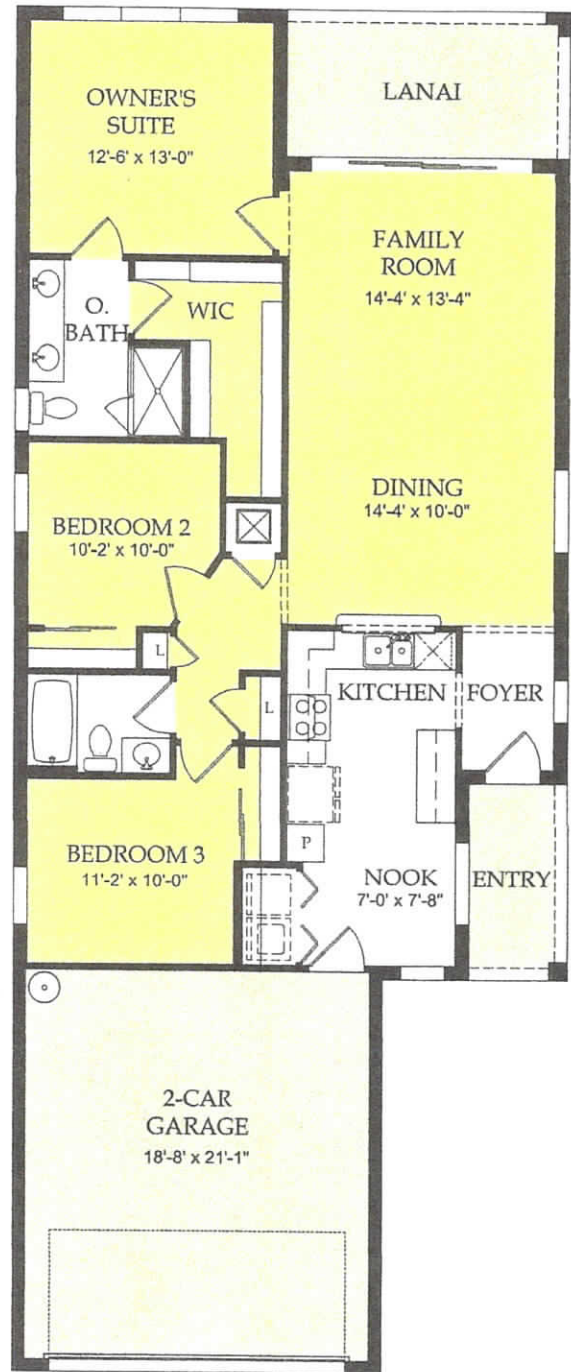 OWNER'S
SUITE
12'-6' x 13'-0"
LANAI
FAMILY
ROOM
14'-4' x 13'-4"
O.
BATH
WIC
DINING
14'-4' x 10'-0"
BEDROOM 2
10'-2' x 10'-0"
L
KITCHEN
FOYER
L
P
BEDROOM 3
11'-2' x 10'-0"
NOOK
7'-0' x 7'-8"
ENTRY
2-CAR
GARAGE
18'-8' x 21'-1"